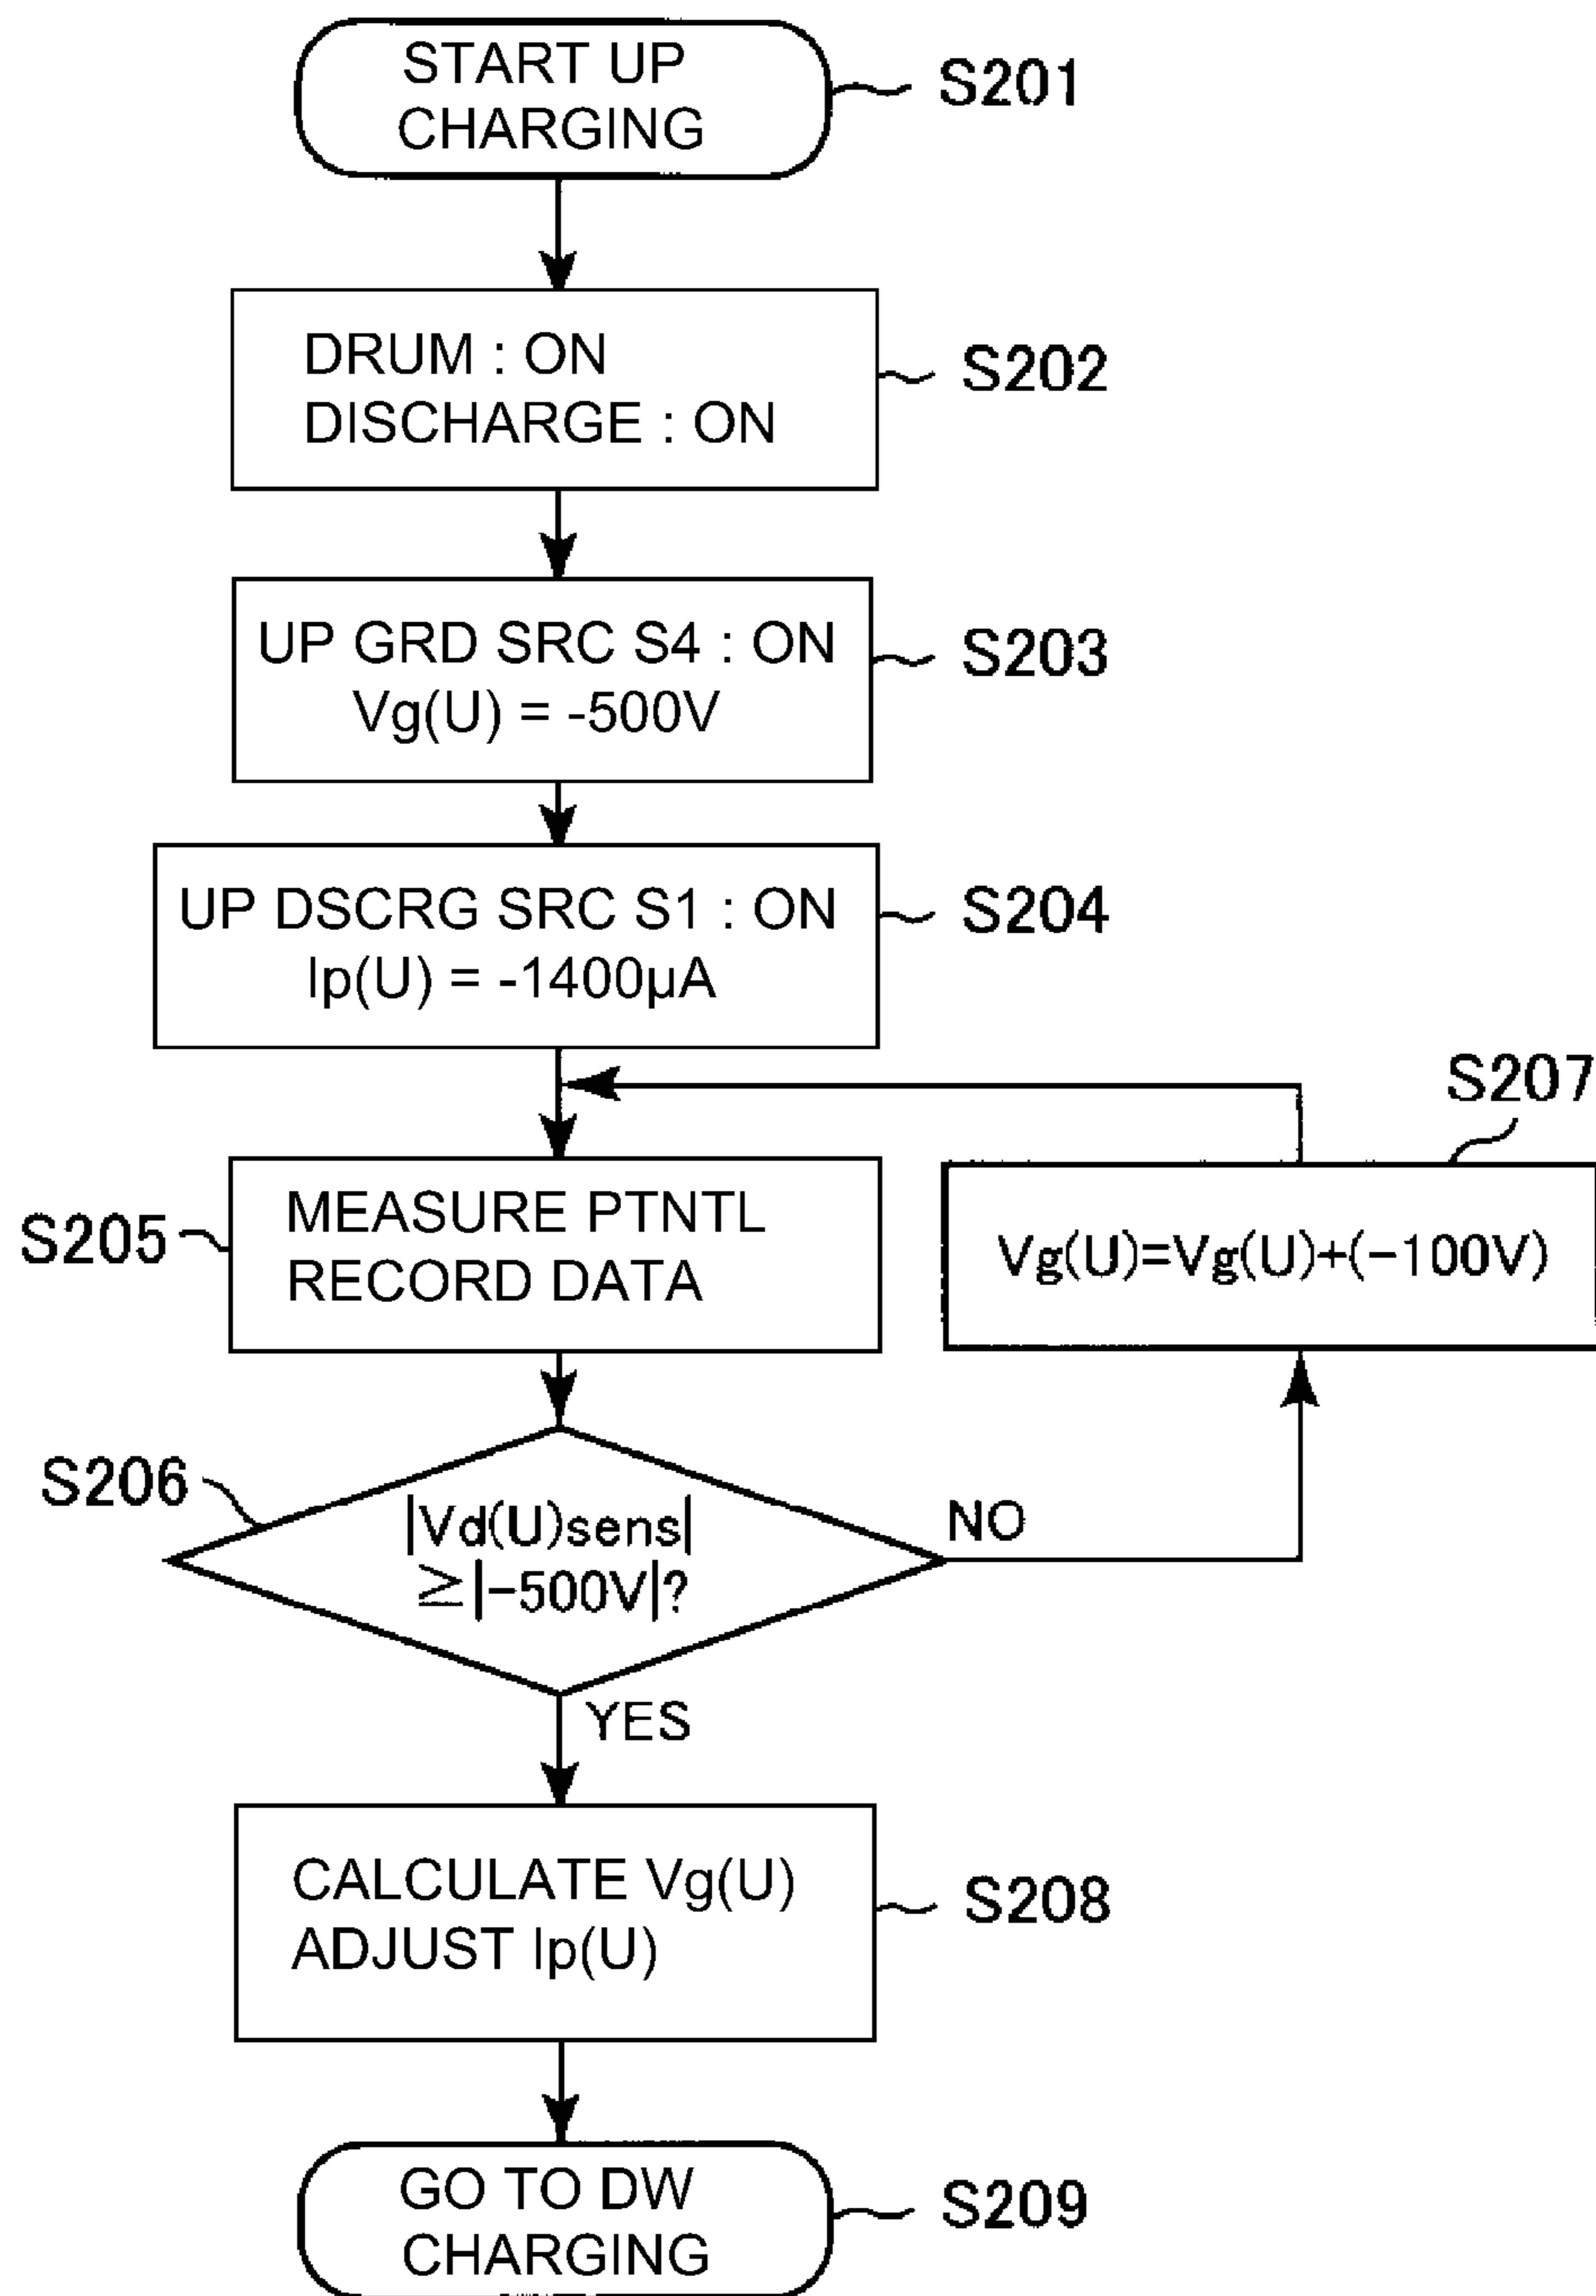 START UP
CHARGING
S201
DRUM : ON
DISCHARGE : ON
S202
UP GRD SRC S4 : ON
Vg(U) = -500V
S203
UP DSCRG SRC S1 : ON
Ip(U) = -1400µA
S204
S207
S205
MEASURE PTNTL
RECORD DATA
Vg(U)=Vg(U)+(-100V)
S206
|Vd(U)sens|
≧|-500V|?
NO
YES
CALCULATE Vg(U)
ADJUST Ip(U)
S208
GO TO DW
CHARGING
S209